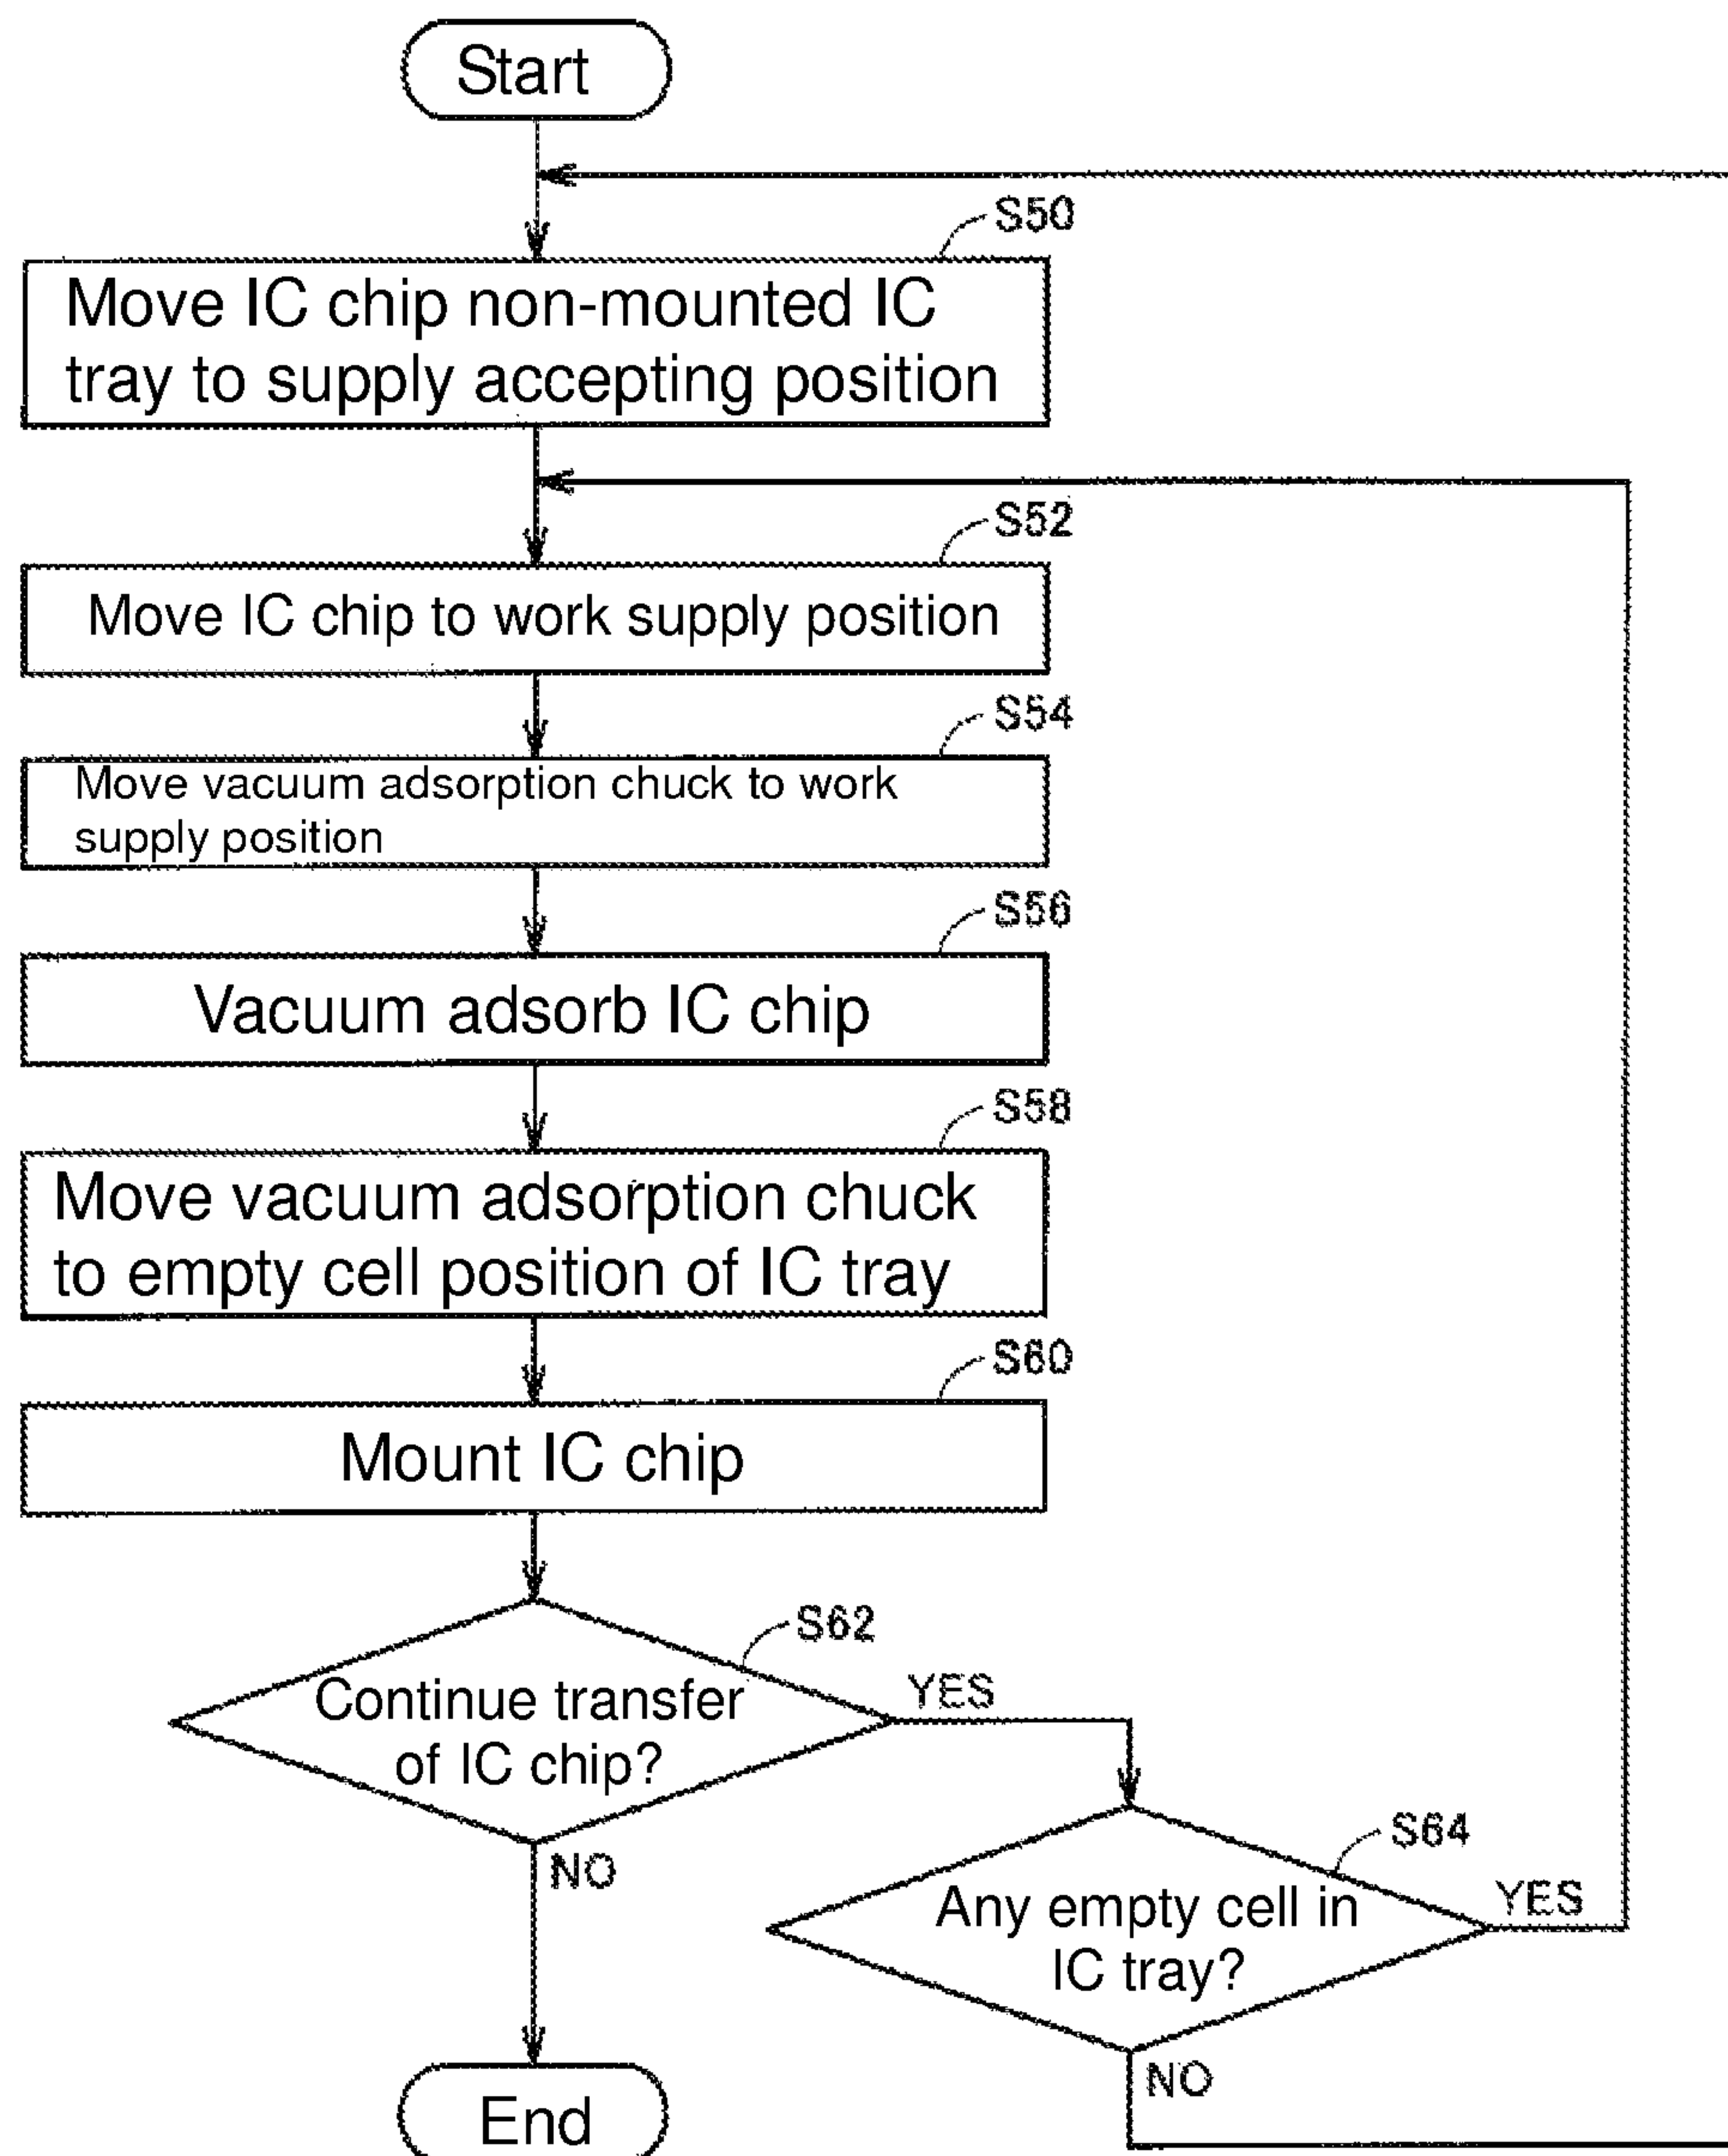 Start
S50
Move IC chip non-mounted IC
tray to supply accepting position
S52
Move IC chip to work supply position
S54
Move vacuum adsorption chuck to work
supply position
S56
Vacuum adsorb IC chip
S58
Move vacuum adsorption chuck
to empty cell position of IC tray
S60
Mount IC chip
S62
Continue transfer
of IC chip?
YES
NO
S64
Any empty cell in
IC tray?
YES
NO
End